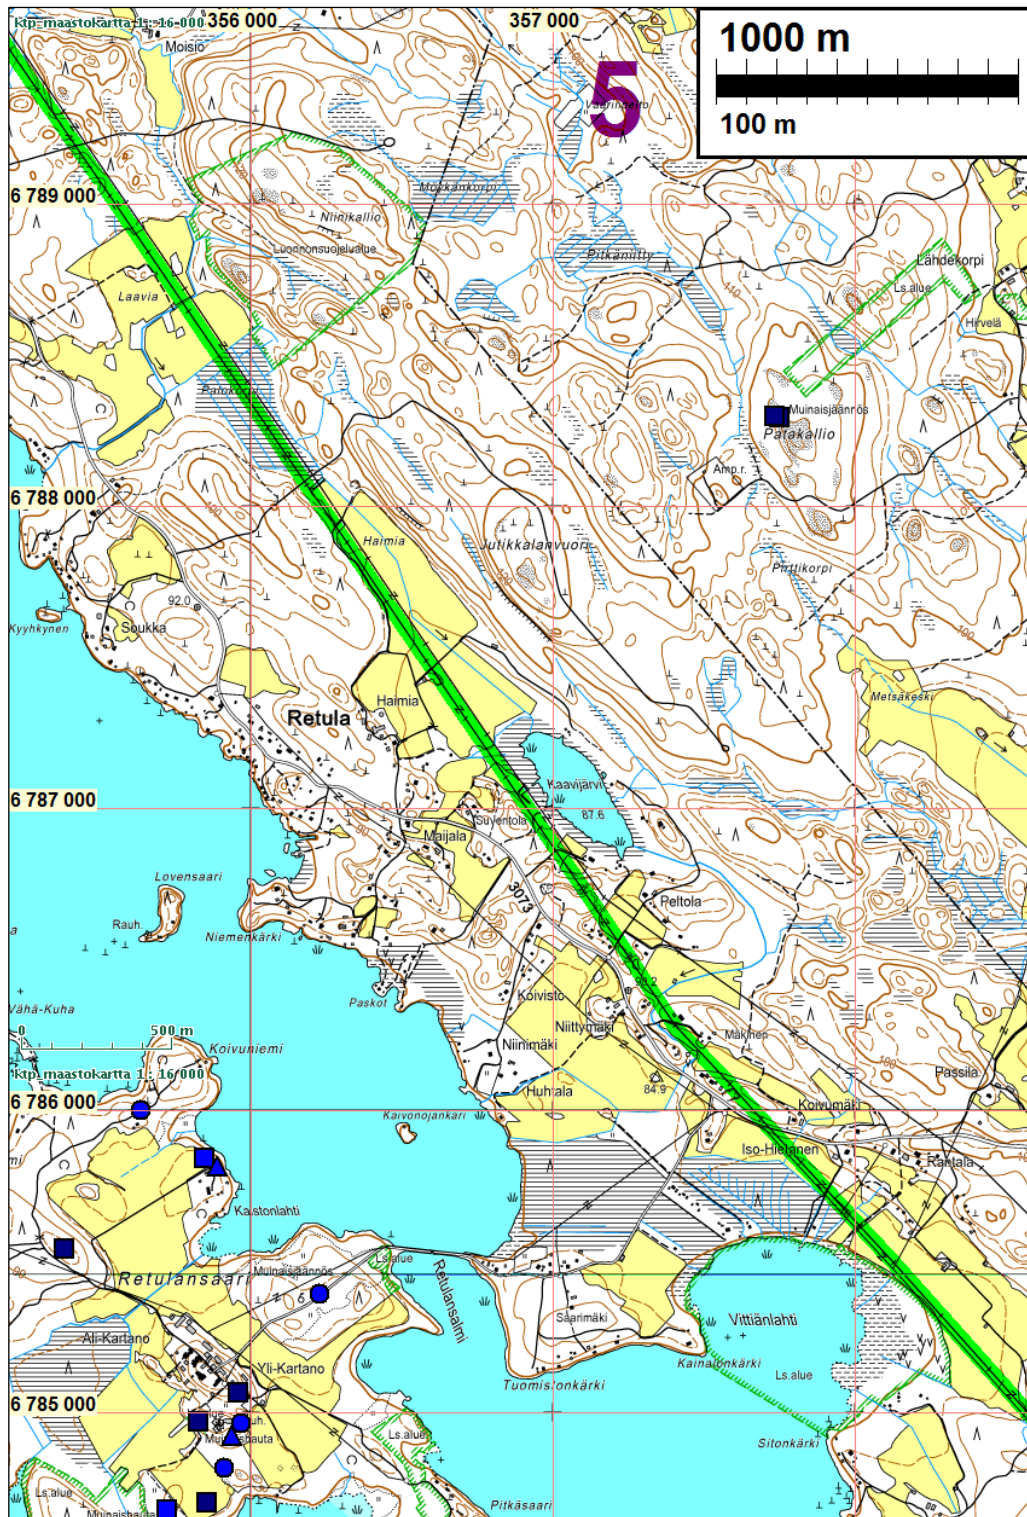 ktp_maastokartta 1 : 16 000
356 000
357 000
1000 m
100 m
Moisio
5
Möykänkorpi
6 789 000
Niinikallio
Luonnonsuojelualue
Pitkäniitty
Lähdekorpi
Ls.alue
Laavia
Hirvelä
Muinaisjäännös
Patakallio
Amp.r.
6 788 000
Haimia
Jutikkalanvuori
Pirttikorpi
92.0
Soukka
Kyyhkynen
Metsäkeski
Haimia
Retula
Kaavijärvi
6 787 000
87.6
Maijala
3073
Lovensaari
Peltola
Rauh.
Niemenkärki
Paskot
Koivisto
Vähä-Kuha
Niittymäki
Mäkinen
0
500 m
Koivuniemi
Niinimäki
ktp_maastokartta 1 : 16 000
Passila
Huhtala
84.9
6 786 000
Koivumäki
Kaivonojankari
Iso-Hietanen
Rantala
Kaistonlahti
Ls.alue
Muinaisjäännös
Retulansaari
Retulansalmi
Saarimäki
Vittiänlahti
Ali-Kartano
Yli-Kartano
Kainalonkärki
Ls.alue
Tuomistonkärki
6 785 000
Ls.alue
Sitonkärki
Ls.alue
Pitkäsaari
Muinaishauta